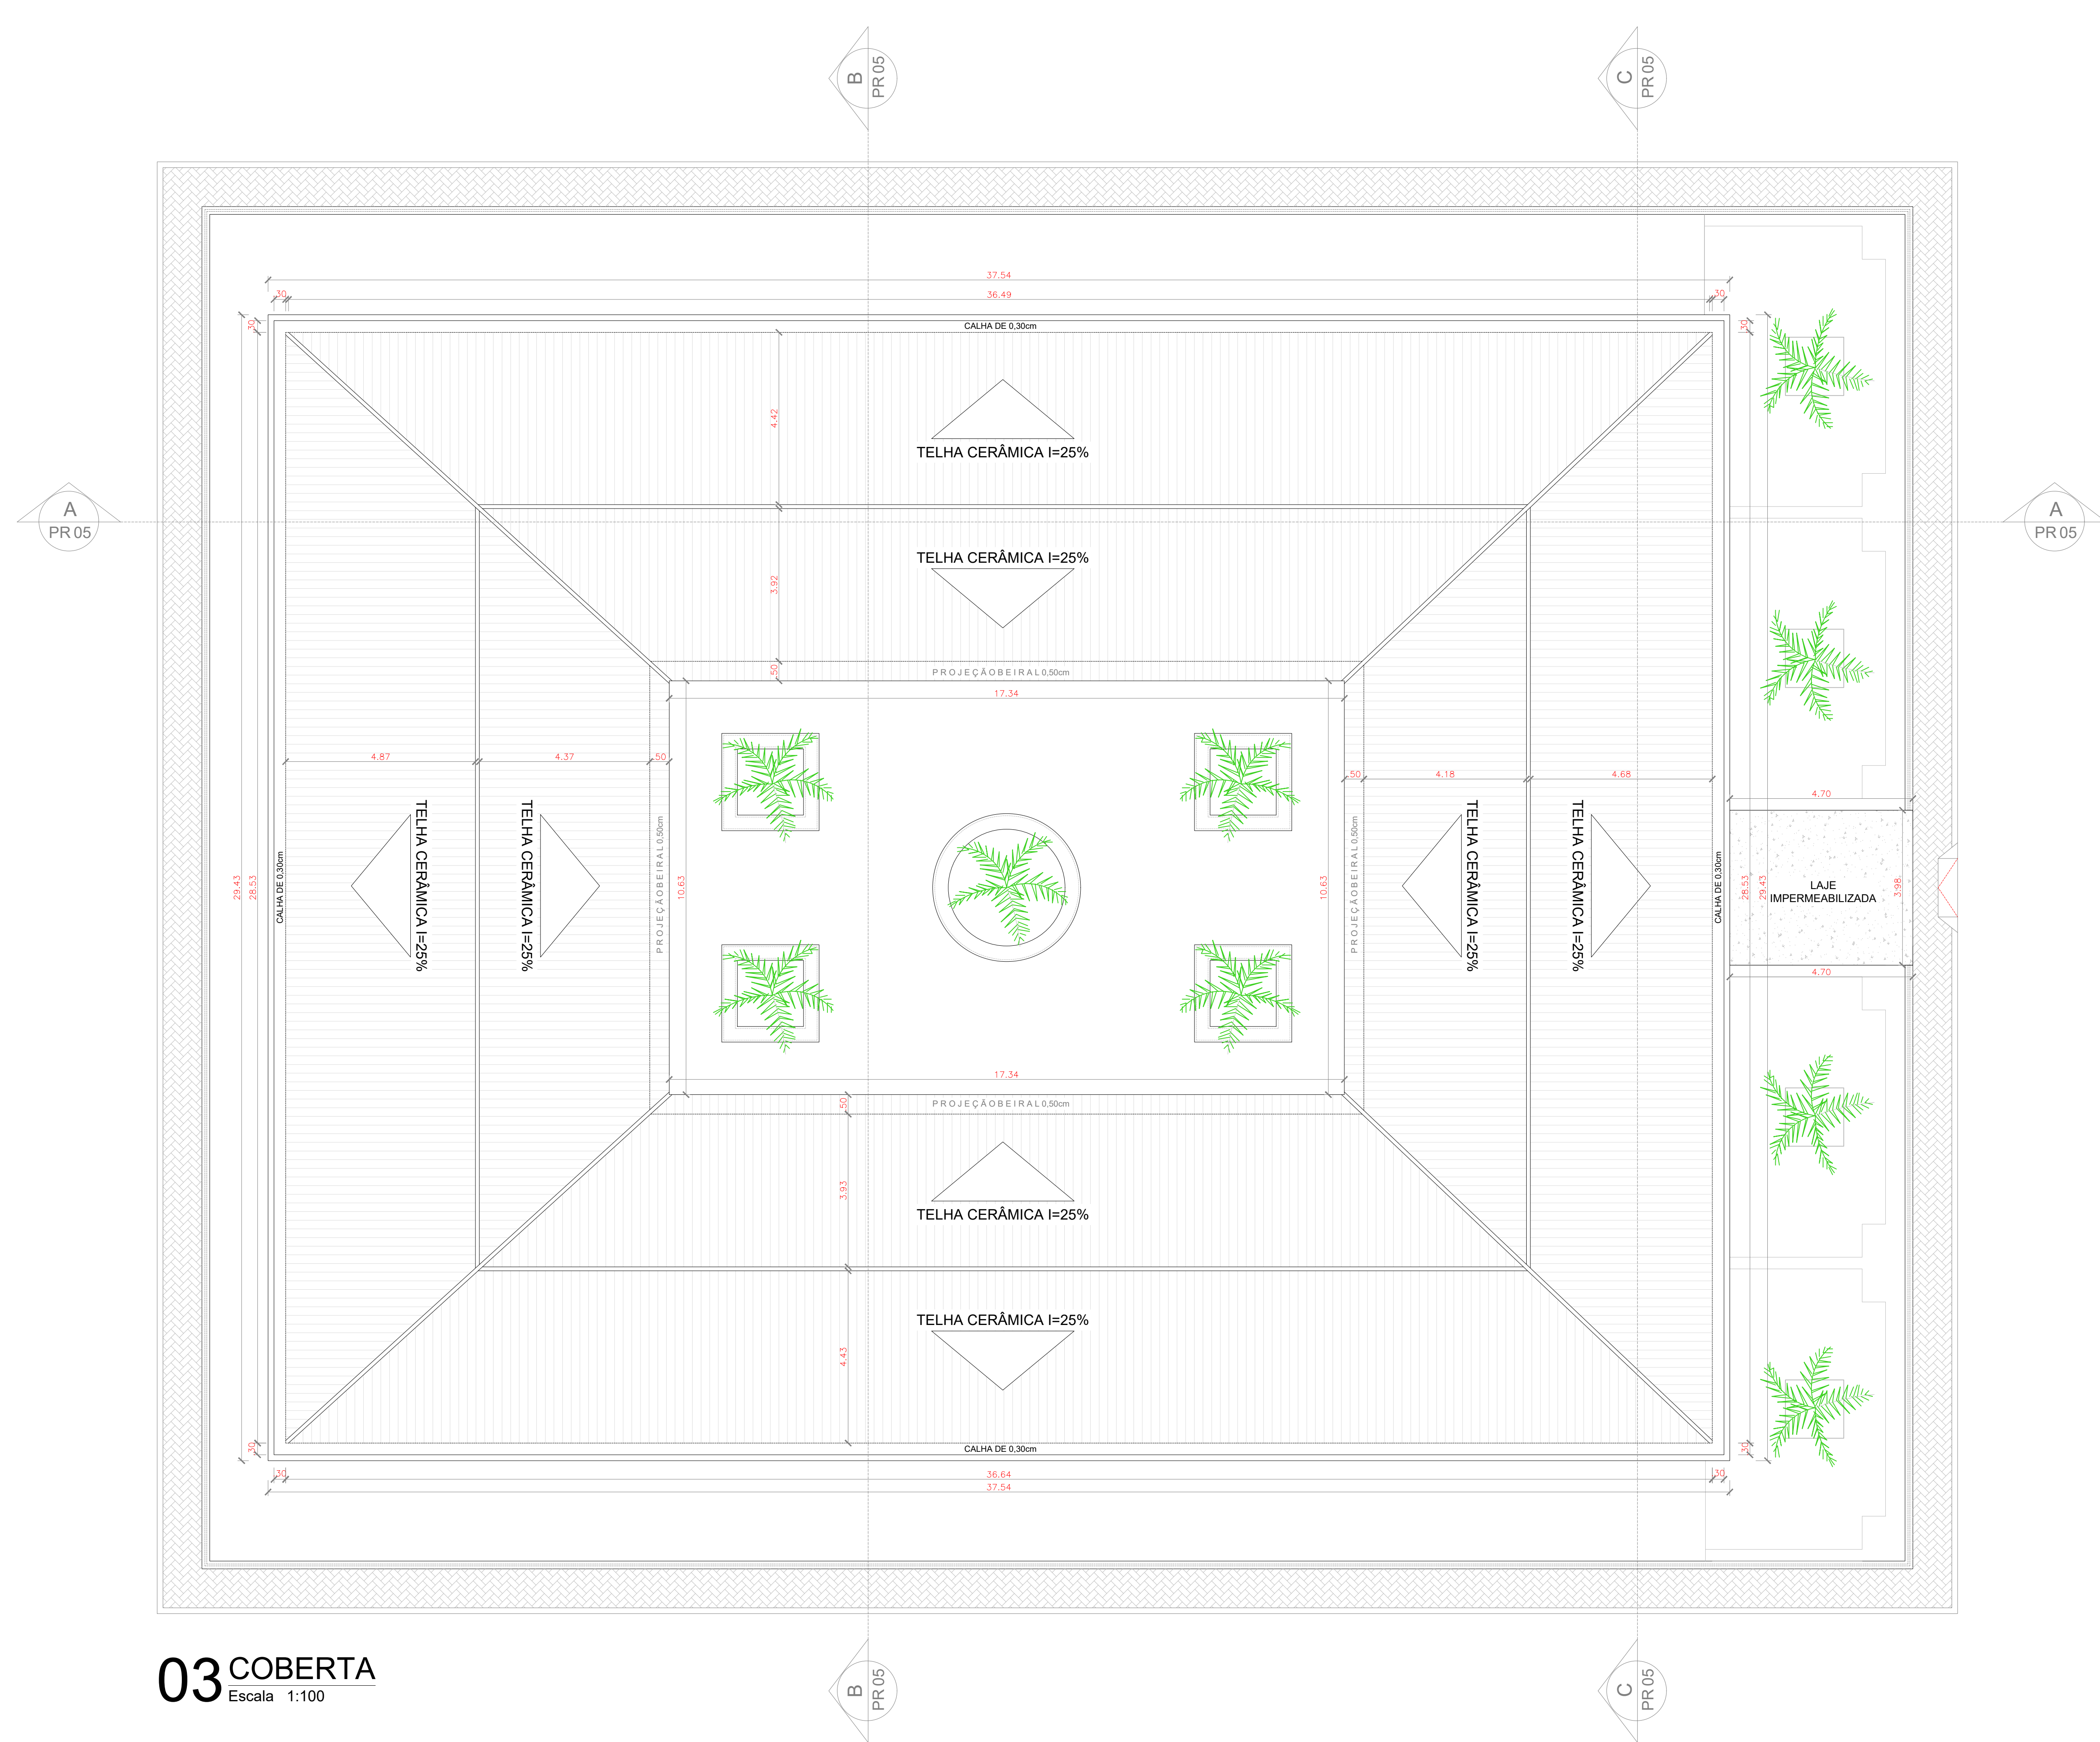 B
PR 05
C
PR 05
37.54
30
36.49
30
30
CALHA DE 0,30cm
30
4.42
TELHA CERÂMICA I=25%
A
PR 05
A
PR 05
TELHA CERÂMICA I=25%
3.92
50
PROJEÇÃO BEIRAL 0,50cm
17.34
4.87
4.37
50
50
4.18
4.68
4.70
29.43
28.53
CALHA DE 0,30cm
TELHA CERÂMICA I=25%
TELHA CERÂMICA I=25%
PROJEÇÃO BEIRAL 0,50cm
10.63
10.63
PROJEÇÃO BEIRAL 0,50cm
TELHA CERÂMICA I=25%
TELHA CERÂMICA I=25%
CALHA DE 0,30cm
28.53
29.43
LAJE
IMPERMEABILIZADA
3.98
4.70
17.34
50
PROJEÇÃO BEIRAL 0,50cm
3.93
TELHA CERÂMICA I=25%
TELHA CERÂMICA I=25%
4.43
30
CALHA DE 0,30cm
30
30
36.64
30
37.54
03
COBERTA
Escala 1:100
B
PR 05
C
PR 05